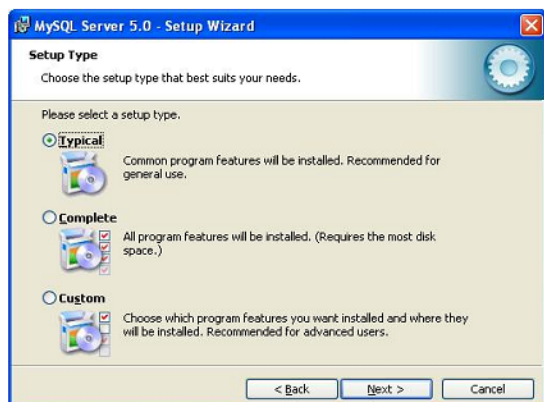 MySQL Server 5.0 - Setup Wizard
Setup Type
Choose the setup type that best suits your needs.
Please select a setup type.
Typical
Common program features will be installed. Recommended for
general use.
Complete
All program features will be installed. (Requires the most disk
space.)
Custom
Choose which program features you want installed and where they
will be installed. Recommended for advanced users.
< Back
Next >
Cancel